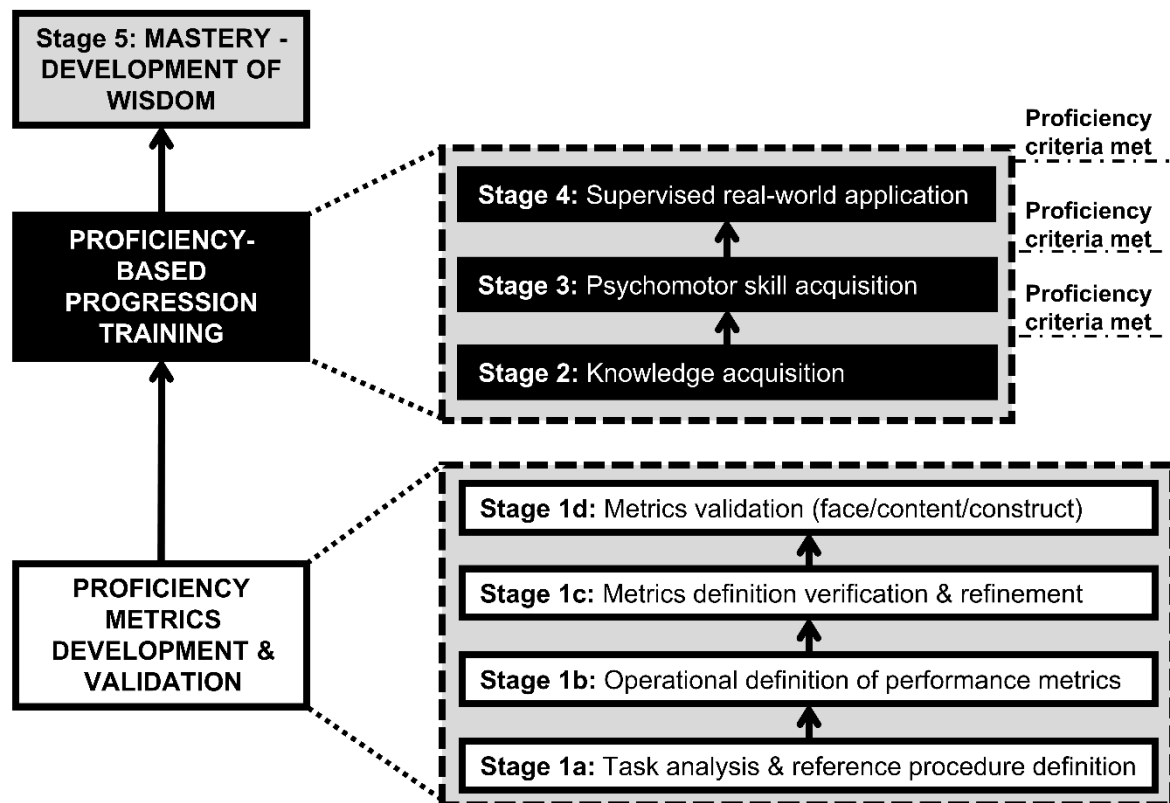 Stage 5: MASTERY -
DEVELOPMENT OF
WISDOM
PROFICIENCY-
BASED
PROGRESSION
TRAINING
PROFICIENCY
METRICS
DEVELOPMENT &
VALIDATION
Proficiency
criteria met
Stage 4: Supervised real-world application
Proficiency
criteria met
Stage 3: Psychomotor skill acquisition
Proficiency
criteria met
Stage 2: Knowledge acquisition
Stage 1d: Metrics validation (face/content/construct)
Stage 1c: Metrics definition verification & refinement
Stage 1b: Operational definition of performance metrics
Stage 1a: Task analysis & reference procedure definition